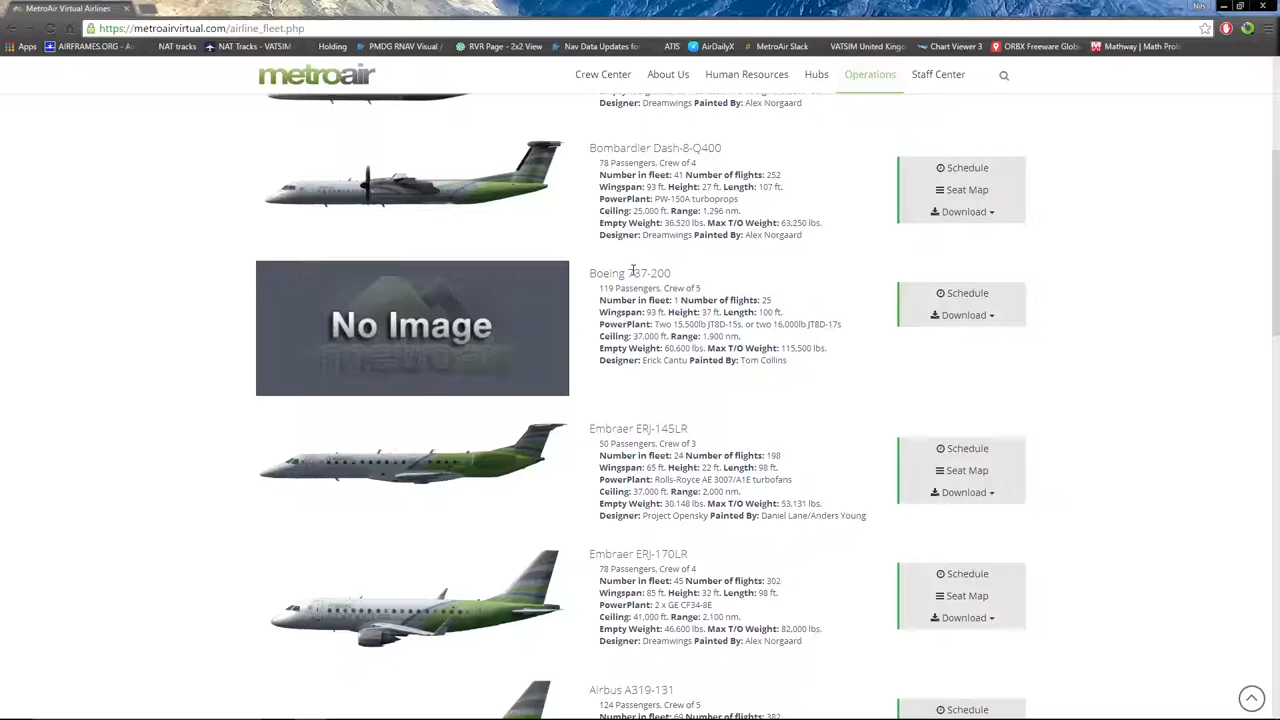 MetroAir Virtual Airlines
Nils
https://metroairvirtual.com/airline_fleet.php
Apps AIRFRAMES.ORG - A NAT tracks NAT Tracks - VATSIM Holding PMDG RNAV Visual / RVR Page - 2x2 View Nav Data Updates for ATIS AirDailyX MetroAir Slack VATSIM United King Chart Viewer 3 ORBX Freeware Glob Mathway | Math Prob
metroair Crew Center About Us Human Resources Hubs Operations Staff Center
Designer: Dreamwings Painted By: Alex Norgaard
Bombardier Dash-8-Q400
78 Passengers, Crew of 4
Number in fleet: 41 Number of flights: 252
Wingspan: 93 ft. Height: 27 ft. Length: 107 ft.
PowerPlant: PW-150A turboprops
Ceiling: 25,000 ft. Range: 1,296 nm.
Empty Weight: 36,520 lbs. Max T/O Weight: 63,250 lbs.
Designer: Dreamwings Painted By: Alex Norgaard
Schedule
Seat Map
Download
No Image
Boeing 737-200
119 Passengers, Crew of 5
Number in fleet: 1 Number of flights: 25
Wingspan: 93 ft. Height: 37 ft. Length: 100 ft.
PowerPlant: Two 15,500lb JT8D-15s, or two 16,000lb JT8D-17s
Ceiling: 37,000 ft. Range: 1,900 nm.
Empty Weight: 60,600 lbs. Max T/O Weight: 115,500 lbs.
Designer: Erick Cantu Painted By: Tom Collins
Schedule
Download
Embraer ERJ-145LR
50 Passengers, Crew of 3
Number in fleet: 24 Number of flights: 198
Wingspan: 65 ft. Height: 22 ft. Length: 98 ft.
PowerPlant: Rolls-Royce AE 3007/A1E turbofans
Ceiling: 37,000 ft. Range: 2,000 nm.
Empty Weight: 30,148 lbs. Max T/O Weight: 53,131 lbs.
Designer: Project Opensky Painted By: Daniel Lane/Anders Young
Schedule
Seat Map
Download
Embraer ERJ-170LR
78 Passengers, Crew of 4
Number in fleet: 45 Number of flights: 302
Wingspan: 85 ft. Height: 32 ft. Length: 98 ft.
PowerPlant: 2 x GE CF34-8E
Ceiling: 41,000 ft. Range: 2,100 nm.
Empty Weight: 46,600 lbs. Max T/O Weight: 82,000 lbs.
Designer: Dreamwings Painted By: Alex Norgaard
Schedule
Seat Map
Download
Airbus A319-131
124 Passengers, Crew of 5
Number in fleet: 69 Number of flights: 382
Schedule